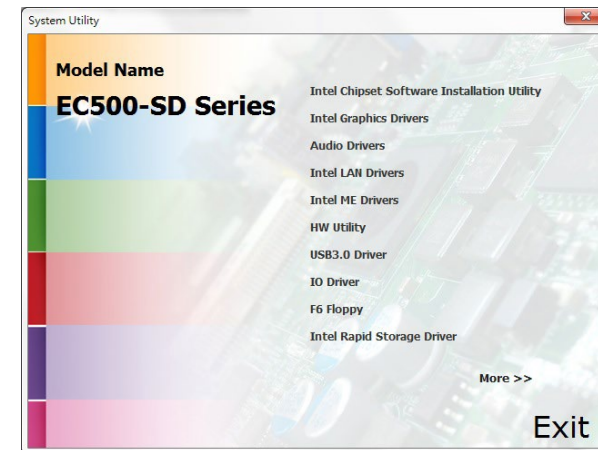 System Utility
Model Name
EC500-SD Series
Intel Chipset Software Installation Utility
Intel Graphics Drivers
Audio Drivers
Intel LAN Drivers
Intel ME Drivers
HW Utility
USB3.0 Driver
IO Driver
F6 Floppy
Intel Rapid Storage Driver
More >>
Exit